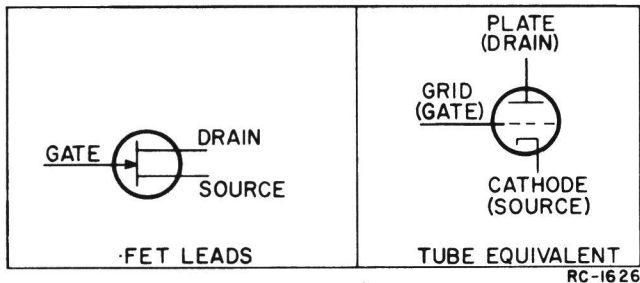 GATE
DRAIN
SOURCE
FET LEADS
PLATE
(DRAIN)
GRID
(GATE)
CATHODE
(SOURCE)
TUBE EQUIVALENT
RC-1626